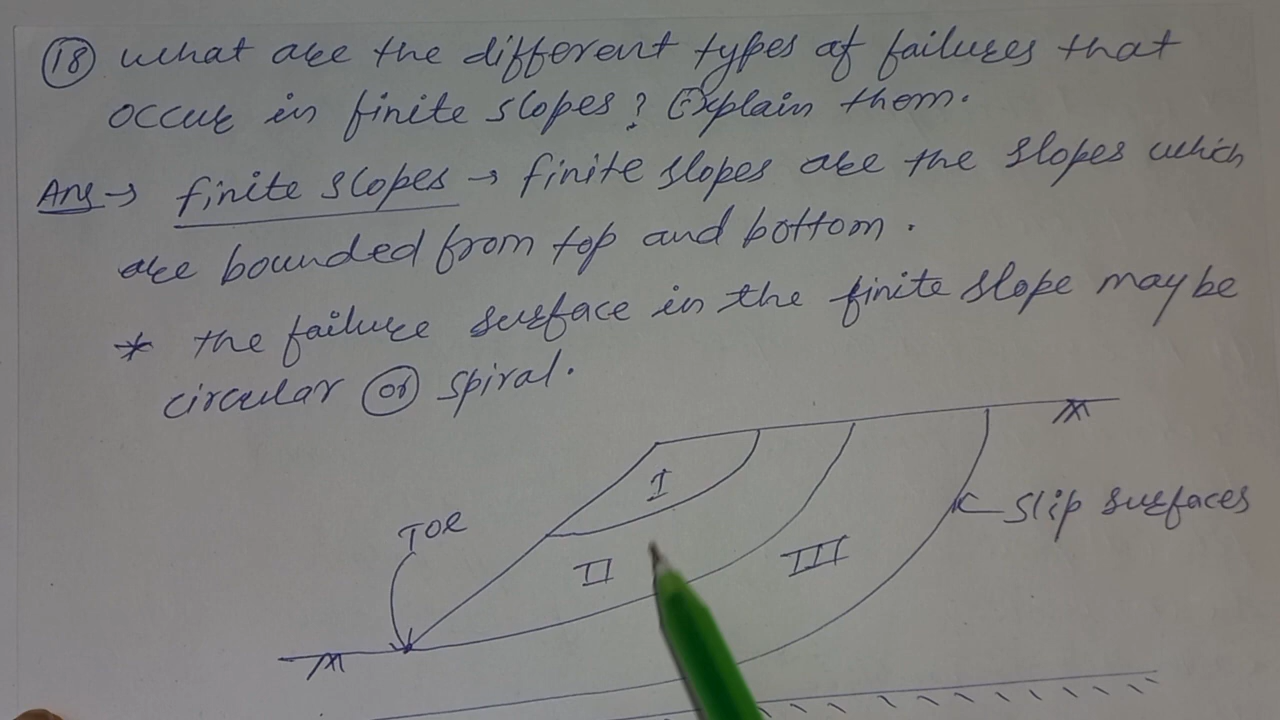 18 What are the different types of failures that
occur in finite slopes? Explain them.
Ans→ finite slopes → finite slopes are the slopes which
are bounded from top and bottom.
* the failure surface in the finite slope may be
circular or spiral.
I
TOE
Slip surfaces
II
III